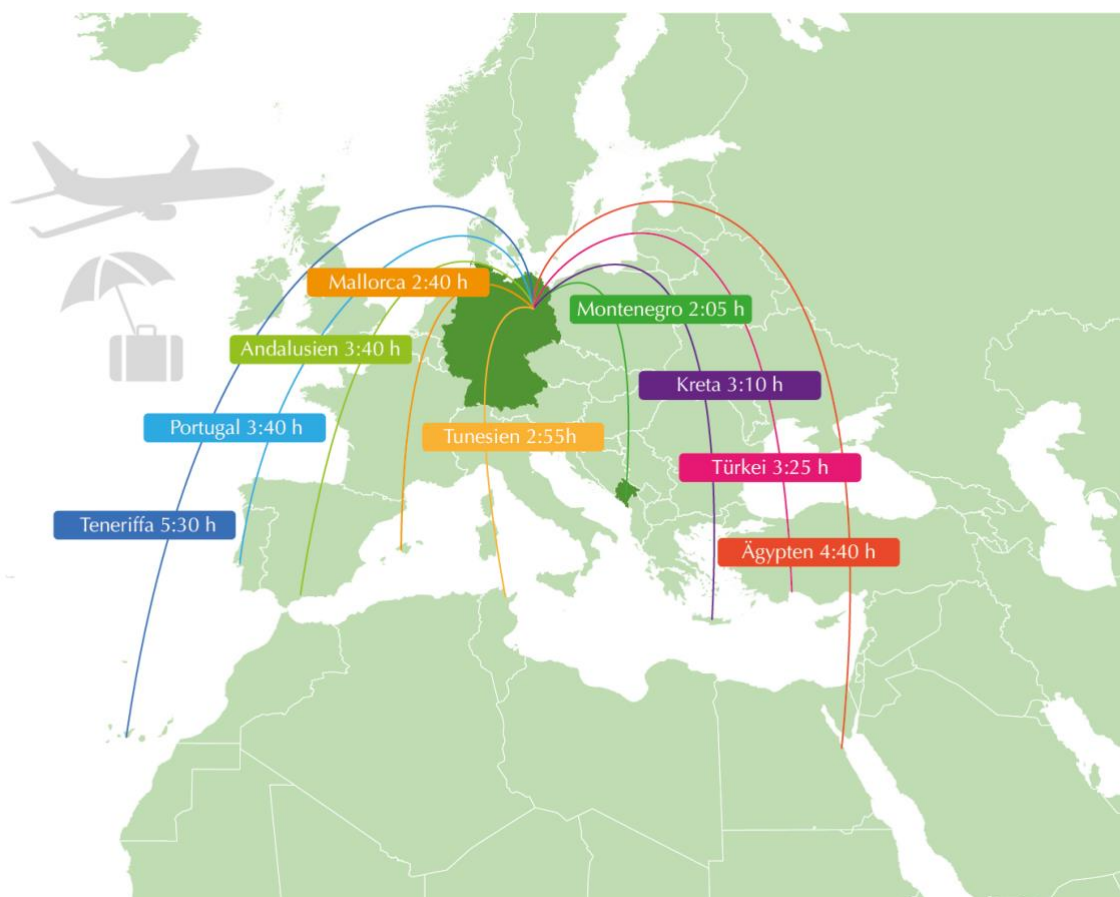 Mallorca 2:40 h
Montenegro 2:05 h
Andalusien 3:40 h
Kreta 3:10 h
Portugal 3:40 h
Tunesien 2:55h
Türkei 3:25 h
Teneriffa 5:30 h
Ägypten 4:40 h